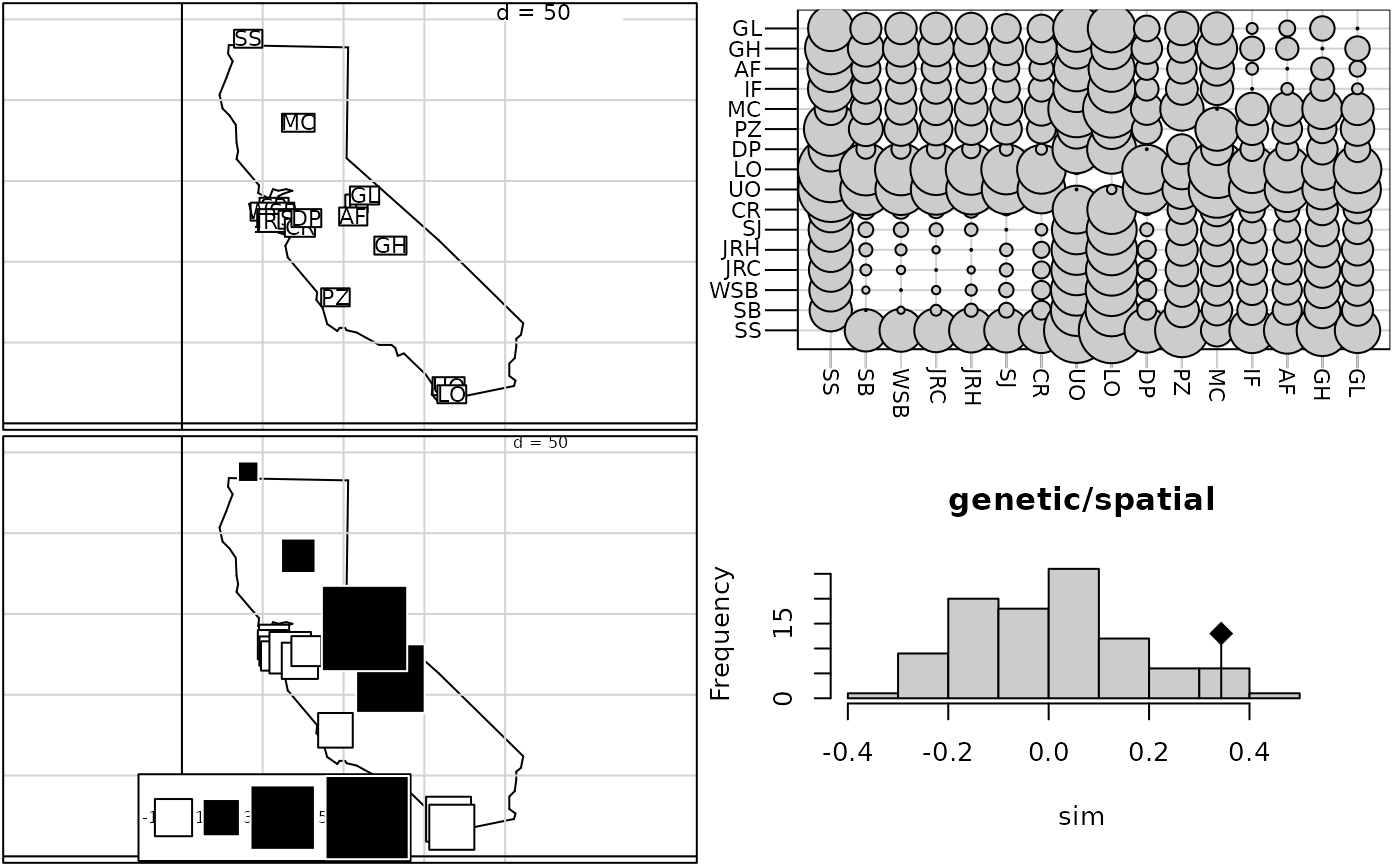 d = 50
SS
MC
GL
AF
DP
CR
GH
PZ
LO
GL
GH
AF
IF
MC
PZ
DP
LO
UO
CR
SJ
JRH
JRC
WSB
SB
SS
SS
SB
WSB
JRC
JRH
SJ
CR
UO
LO
DP
PZ
MC
IF
AF
GH
GL
d = 50
genetic/spatial
Frequency
0
15
-0.4 -0.2 0.0 0.2 0.4
sim